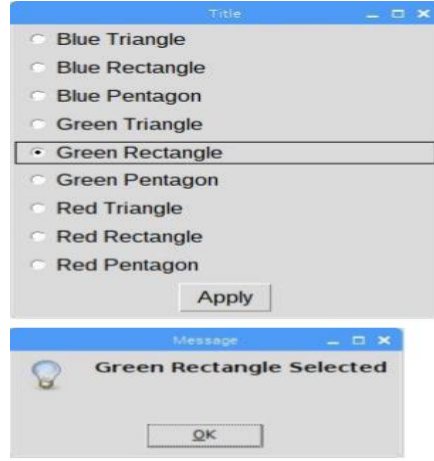 Title
Blue Triangle
Blue Rectangle
Blue Pentagon
Green Triangle
Green Rectangle
Green Pentagon
Red Triangle
Red Rectangle
Red Pentagon
Apply
Message
Green Rectangle Selected
OK